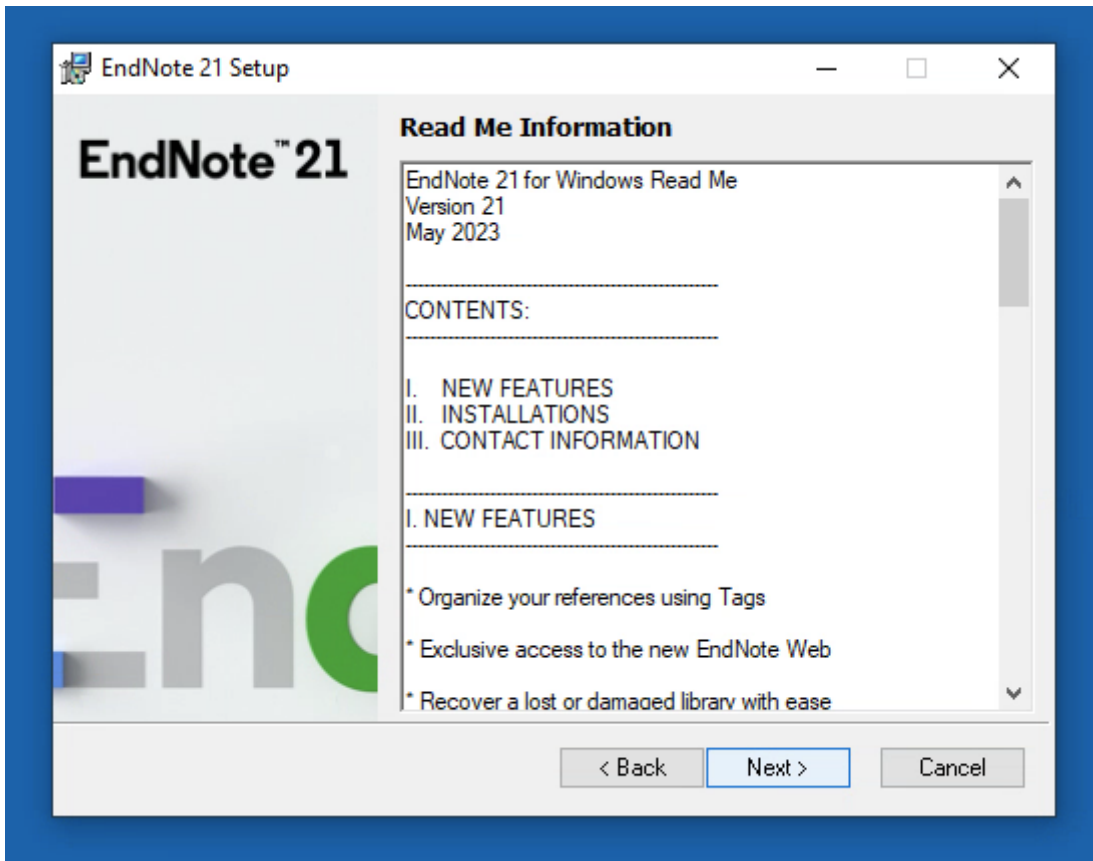 EndNote 21 Setup
EndNote™21
Read Me Information
EndNote 21 for Windows Read Me
Version 21
May 2023
----------------------------------------------------
CONTENTS:
----------------------------------------------------
I. NEW FEATURES
II. INSTALLATIONS
III. CONTACT INFORMATION
----------------------------------------------------
I. NEW FEATURES
----------------------------------------------------
* Organize your references using Tags
* Exclusive access to the new EndNote Web
* Recover a lost or damaged library with ease
En
< Back Next > Cancel